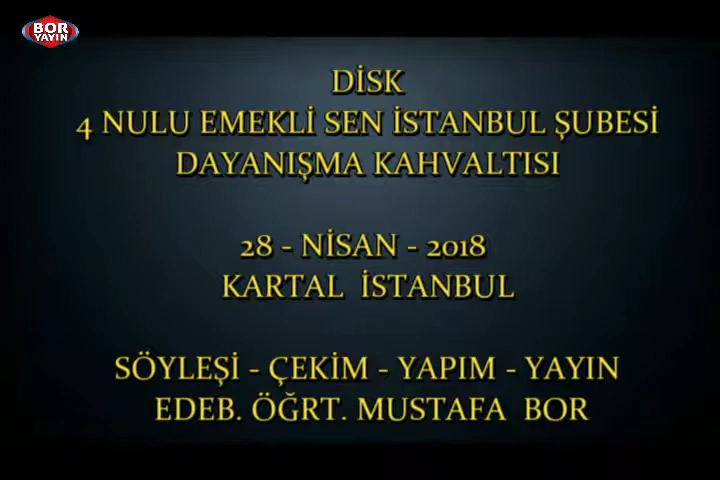 BOR
YAYIN
DİSK
4 NULU EMEKLİ SEN İSTANBUL ŞUBESİ
DAYANIŞMA KAHVALTISI
28 - NİSAN - 2018
KARTAL İSTANBUL
SÖYLEŞİ - ÇEKİM - YAPIM - YAYIN
EDEB. ÖĞRT. MUSTAFA BOR